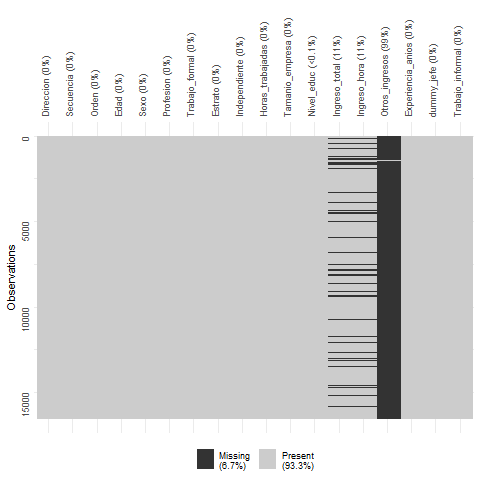 Direccion (0%)
Secuencia (0%)
Orden (0%)
Edad (0%)
Sexo (0%)
Profesion (0%)
Trabajo_formal (0%)
Estrato (0%)
Independiente (0%)
Horas_trabajadas (0%)
Tamanio_empresa (0%)
Nivel_educ (<0.1%)
Ingreso_total (11%)
Ingreso_hora (11%)
Otros_ingresos (99%)
Experiencia_anios (0%)
dummy_jefe (0%)
Trabajo_informal (0%)
Observations
0
5000
10000
15000
Missing
(6.7%)
Present
(93.3%)